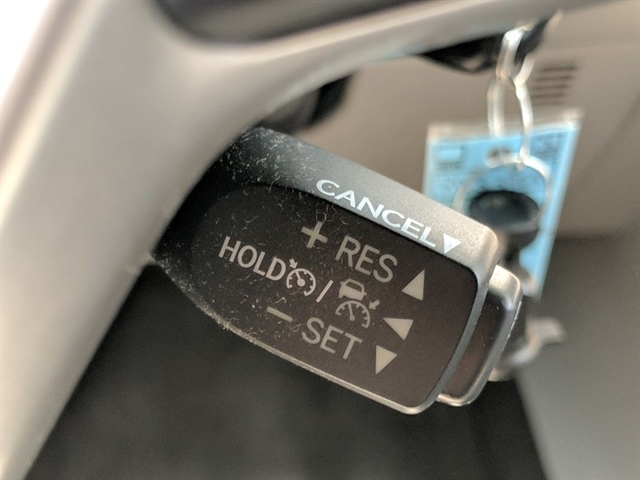 CANCEL▼
+ RES ▲
HOLD / ◀
− SET ▼